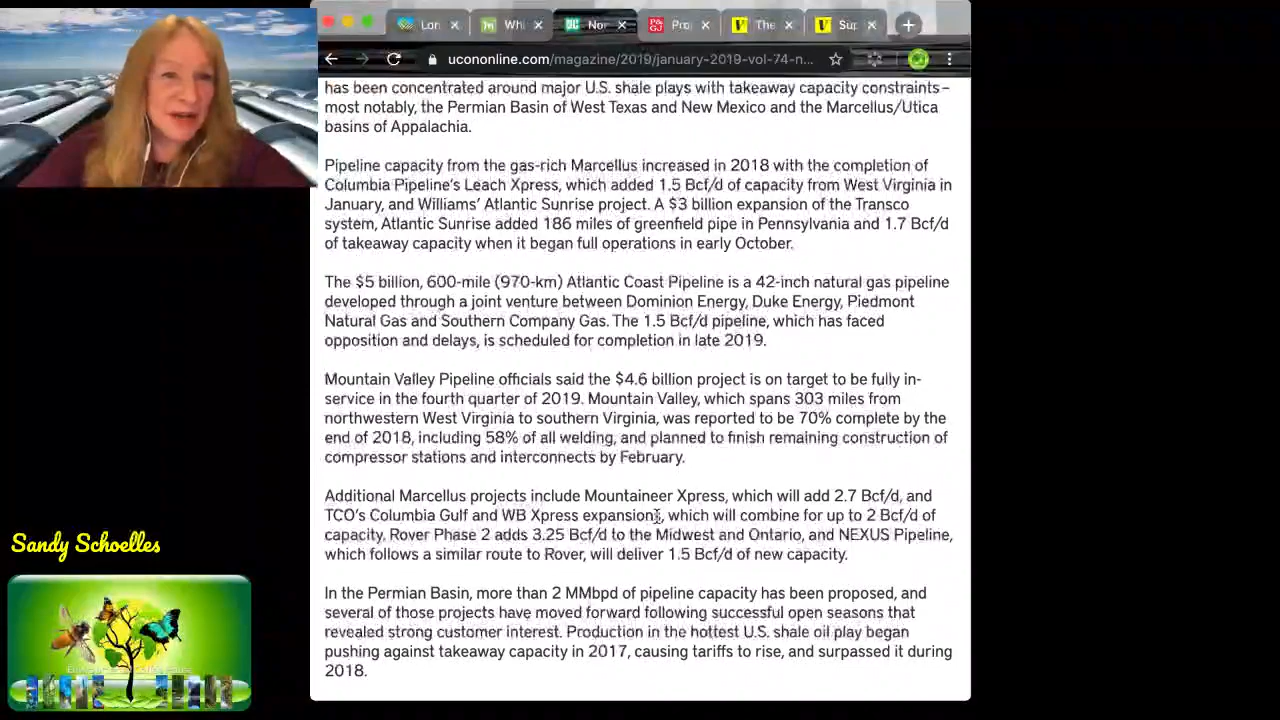 Lon
Whi
Nor
Pro
The
Sup
ucononline.com/magazine/2019/january-2019-vol-74-n...
has been concentrated around major U.S. shale plays with takeaway capacity constraints–
most notably, the Permian Basin of West Texas and New Mexico and the Marcellus/Utica
basins of Appalachia.
Pipeline capacity from the gas-rich Marcellus increased in 2018 with the completion of
Columbia Pipeline's Leach Xpress, which added 1.5 Bcf/d of capacity from West Virginia in
January, and Williams' Atlantic Sunrise project. A $3 billion expansion of the Transco
system, Atlantic Sunrise added 186 miles of greenfield pipe in Pennsylvania and 1.7 Bcf/d
of takeaway capacity when it began full operations in early October.
The $5 billion, 600-mile (970-km) Atlantic Coast Pipeline is a 42-inch natural gas pipeline
developed through a joint venture between Dominion Energy, Duke Energy, Piedmont
Natural Gas and Southern Company Gas. The 1.5 Bcf/d pipeline, which has faced
opposition and delays, is scheduled for completion in late 2019.
Mountain Valley Pipeline officials said the $4.6 billion project is on target to be fully in-
service in the fourth quarter of 2019. Mountain Valley, which spans 303 miles from
northwestern West Virginia to southern Virginia, was reported to be 70% complete by the
end of 2018, including 58% of all welding, and planned to finish remaining construction of
compressor stations and interconnects by February.
Additional Marcellus projects include Mountaineer Xpress, which will add 2.7 Bcf/d, and
TCO's Columbia Gulf and WB Xpress expansions, which will combine for up to 2 Bcf/d of
capacity. Rover Phase 2 adds 3.25 Bcf/d to the Midwest and Ontario, and NEXUS Pipeline,
which follows a similar route to Rover, will deliver 1.5 Bcf/d of new capacity.
In the Permian Basin, more than 2 MMbpd of pipeline capacity has been proposed, and
several of those projects have moved forward following successful open seasons that
revealed strong customer interest. Production in the hottest U.S. shale oil play began
pushing against takeaway capacity in 2017, causing tariffs to rise, and surpassed it during
2018.
Sandy Schoelles